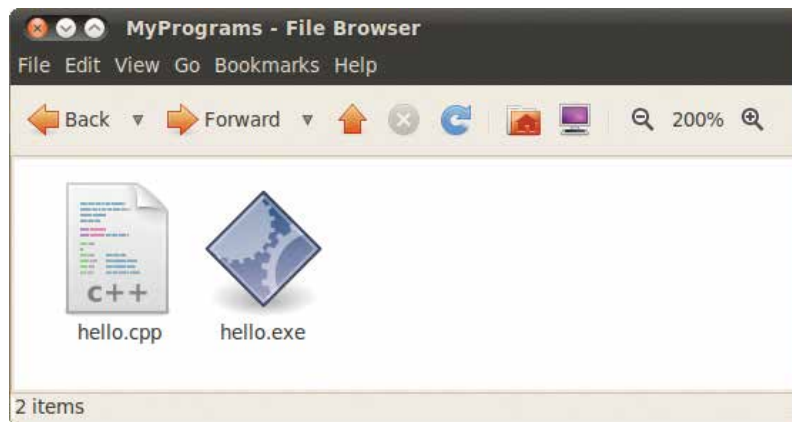 MyPrograms - File Browser
File Edit View Go Bookmarks Help
Back Forward 200%
c++
hello.cpp hello.exe
2 items